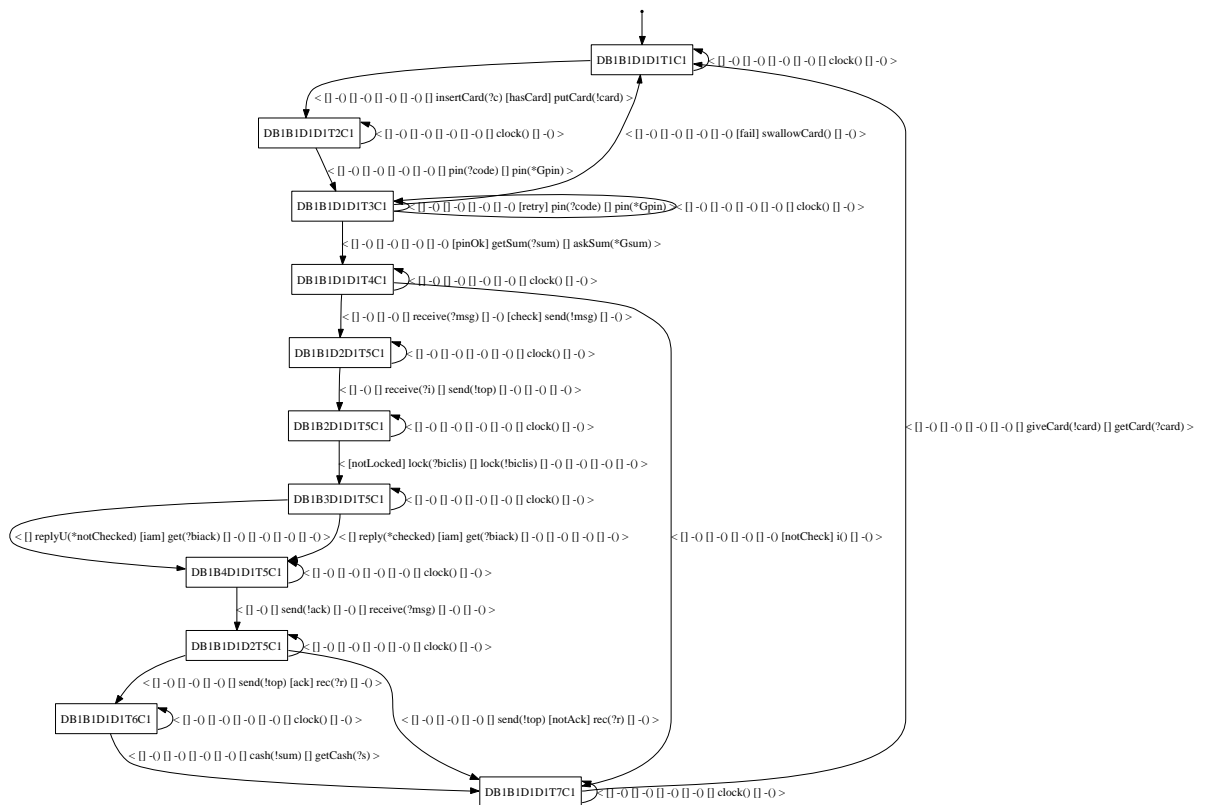 DB1B1D1D1T1C1
< [] -() [] -() [] -() [] -() [] clock() [] -() >
< [] -() [] -() [] -() [] -() [] insertCard(?c) [hasCard] putCard(!card) >
DB1B1D1D1T2C1
< [] -() [] -() [] -() [] -() [] clock() [] -() >
< [] -() [] -() [] -() [] -() [fail] swallowCard() [] -() >
< [] -() [] -() [] -() [] -() [] pin(?code) [] pin(*Gpin) >
DB1B1D1D1T3C1
< [] -() [] -() [] -() [] -() [retry] pin(?code) [] pin(*Gpin) >
< [] -() [] -() [] -() [] -() [] clock() [] -() >
< [] -() [] -() [] -() [] -() [pinOk] getSum(?sum) [] askSum(*Gsum) >
DB1B1D1D1T4C1
< [] -() [] -() [] -() [] -() [] clock() [] -() >
< [] -() [] -() [] receive(?msg) [] -() [check] send(!msg) [] -() >
DB1B1D2D1T5C1
< [] -() [] -() [] -() [] -() [] clock() [] -() >
< [] -() [] receive(?i) [] send(!top) [] -() [] -() [] -() >
DB1B2D1D1T5C1
< [] -() [] -() [] -() [] -() [] clock() [] -() >
< [] -() [] -() [] -() [] -() [] giveCard(!card) [] getCard(?card) >
< [notLocked] lock(?biclis) [] lock(!biclis) [] -() [] -() [] -() [] -() >
DB1B3D1D1T5C1
< [] -() [] -() [] -() [] -() [] clock() [] -() >
< [] replyU(*notChecked) [iam] get(?biack) [] -() [] -() [] -() [] -() >
< [] reply(*checked) [iam] get(?biack) [] -() [] -() [] -() [] -() >
< [] -() [] -() [] -() [] -() [notCheck] i() [] -() >
DB1B4D1D1T5C1
< [] -() [] -() [] -() [] -() [] clock() [] -() >
< [] -() [] send(!ack) [] -() [] receive(?msg) [] -() [] -() >
DB1B1D1D2T5C1
< [] -() [] -() [] -() [] -() [] clock() [] -() >
< [] -() [] -() [] -() [] send(!top) [ack] rec(?r) [] -() >
DB1B1D1D1T6C1
< [] -() [] -() [] -() [] -() [] clock() [] -() >
< [] -() [] -() [] -() [] send(!top) [notAck] rec(?r) [] -() >
< [] -() [] -() [] -() [] -() [] cash(!sum) [] getCash(?s) >
DB1B1D1D1T7C1
< [] -() [] -() [] -() [] -() [] clock() [] -() >